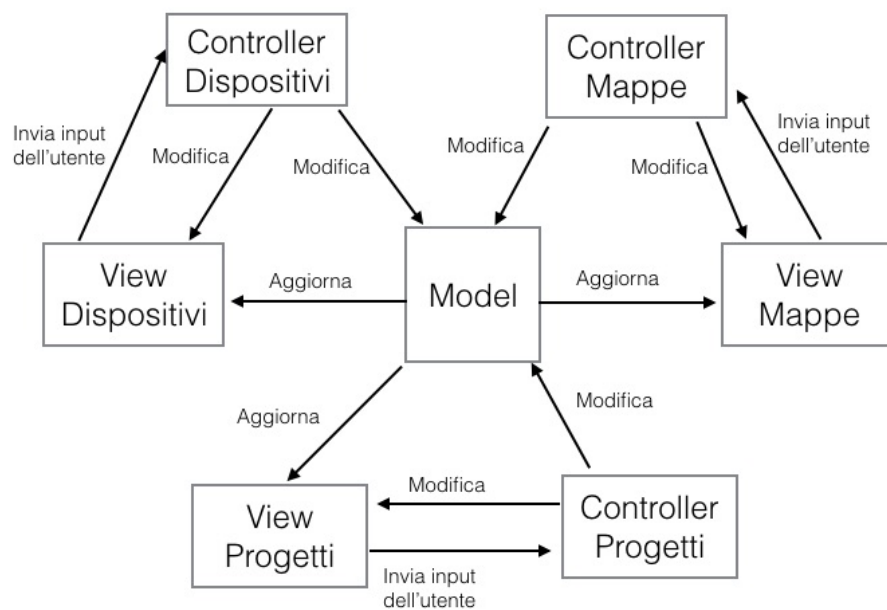 Controller
Dispositivi
Controller
Mappe
Invia input
dell'utente
Modifica
Modifica
Modifica
Modifica
Invia input
dell'utente
View
Dispositivi
Aggiorna
Model
Aggiorna
View
Mappe
Aggiorna
Modifica
View
Progetti
Modifica
Invia input
dell'utente
Controller
Progetti